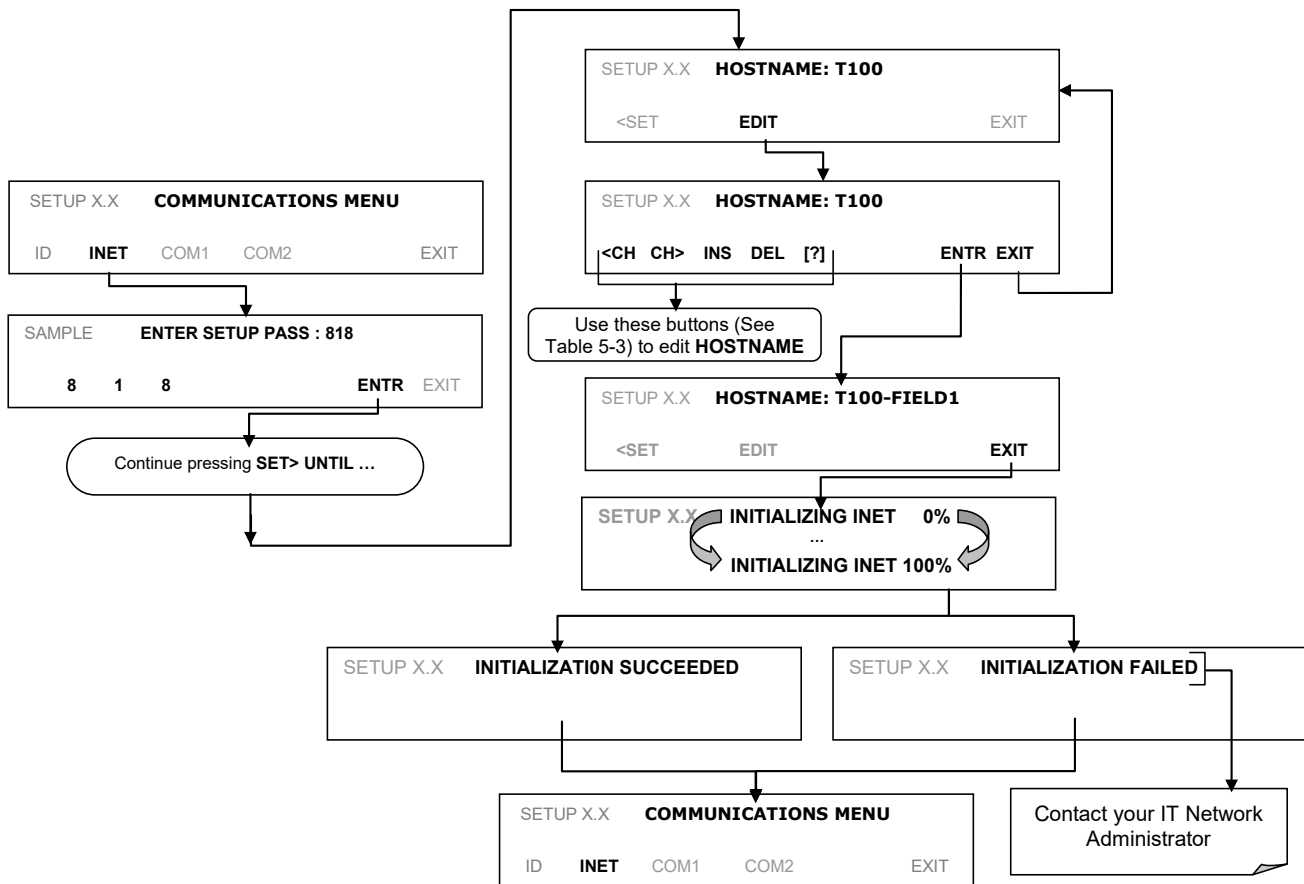 SETUP X.X COMMUNICATIONS MENU
ID INET COM1 COM2 EXIT
SAMPLE ENTER SETUP PASS : 818
8 1 8 ENTR EXIT
Continue pressing SET> UNTIL ...
SETUP X.X HOSTNAME: T100
<SET EDIT EXIT
SETUP X.X HOSTNAME: T100
<CH CH> INS DEL [?] ENTR EXIT
Use these buttons (See
Table 5-3) to edit HOSTNAME
SETUP X.X HOSTNAME: T100-FIELD1
<SET EDIT EXIT
SETUP X.X INITIALIZING INET 0%
...
INITIALIZING INET 100%
SETUP X.X INITIALIZATI0N SUCCEEDED
SETUP X.X INITIALIZATION FAILED
SETUP X.X COMMUNICATIONS MENU
ID INET COM1 COM2 EXIT
Contact your IT Network
Administrator